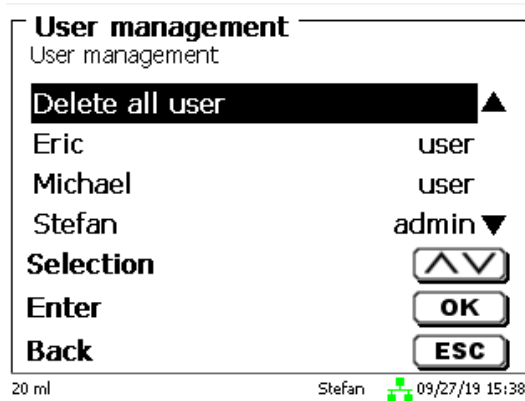 User management
User management
Delete all user
Eric user
Michael user
Stefan admin
Selection
Enter OK
Back ESC
20 ml Stefan 09/27/19 15:38